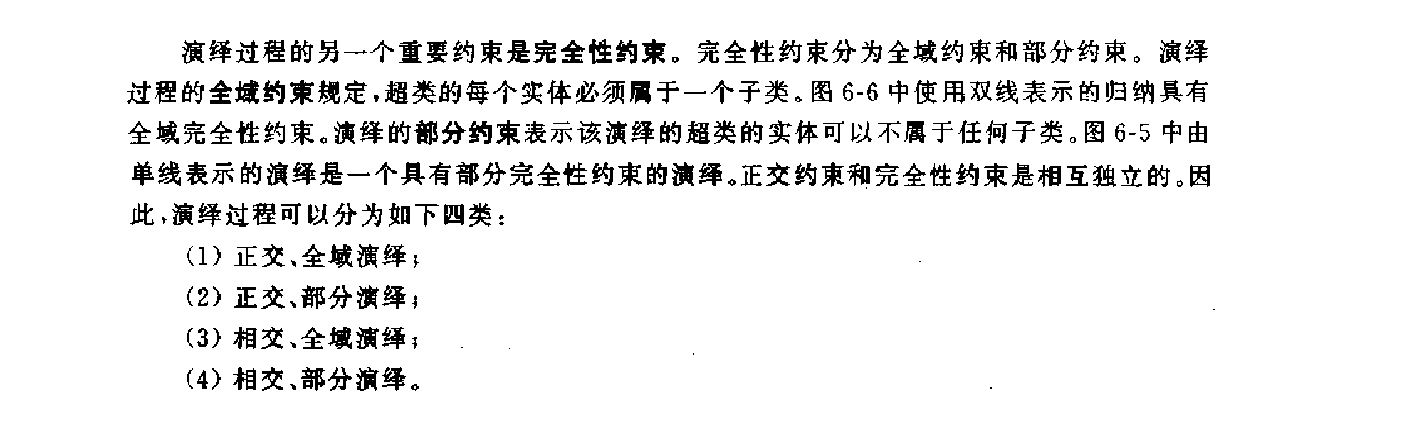 演绎过程的另一个重要约束是完全性约束。完全性约束分为全域约束和部分约束。演绎
过程的全域约束规定,超类的每个实体必须属于一个子类。图 6-6 中使用双线表示的归纳具有
全域完全性约束。演绎的部分约束表示该演绎的超类的实体可以不属于任何子类。图 6-5 中由
单线表示的演绎是一个具有部分完全性约束的演绎。正交约束和完全性约束是相互独立的。因
此,演绎过程可以分为如下四类:
(1) 正交、全域演绎;
(2) 正交、部分演绎;
(3) 相交、全域演绎;
(4) 相交、部分演绎。